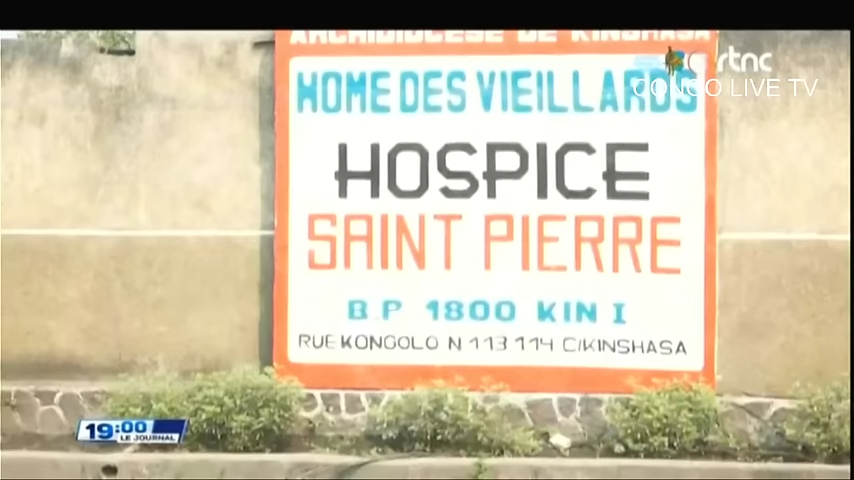 ARCHIDIOCESE DE KINSHASA
rtnc
CONGO LIVE TV
HOME DES VIEILLARDS
HOSPICE
SAINT PIERRE
B.P 1800 KIN I
RUE KONGOLO N 113 114 C/KINSHASA
19:00
LE JOURNAL